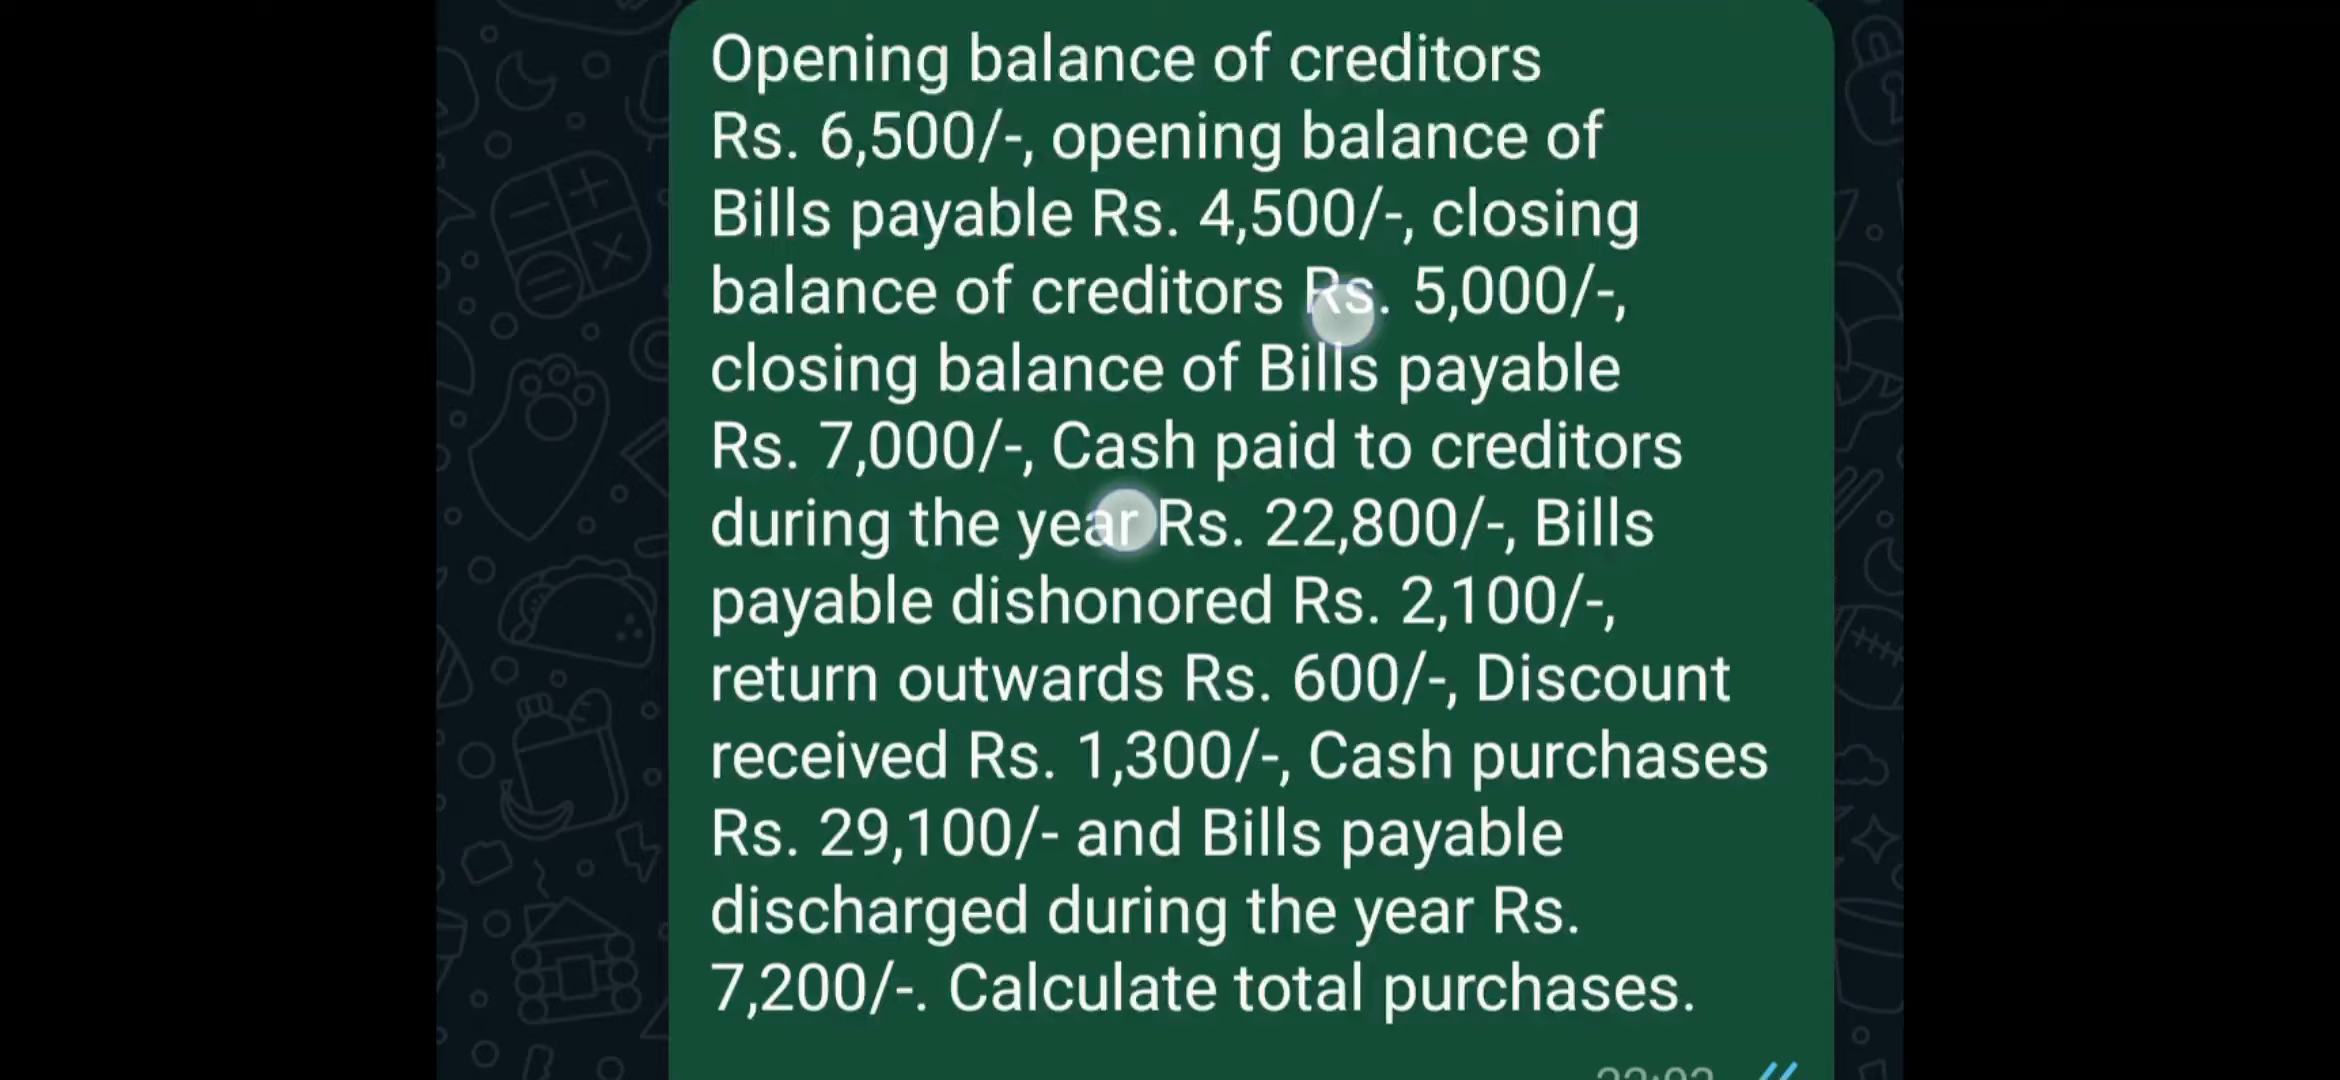 Opening balance of creditors
Rs. 6,500/-, opening balance of
Bills payable Rs. 4,500/-, closing
balance of creditors Rs. 5,000/-,
closing balance of Bills payable
Rs. 7,000/-, Cash paid to creditors
during the year Rs. 22,800/-, Bills
payable dishonored Rs. 2,100/-,
return outwards Rs. 600/-, Discount
received Rs. 1,300/-, Cash purchases
Rs. 29,100/- and Bills payable
discharged during the year Rs.
7,200/-. Calculate total purchases.